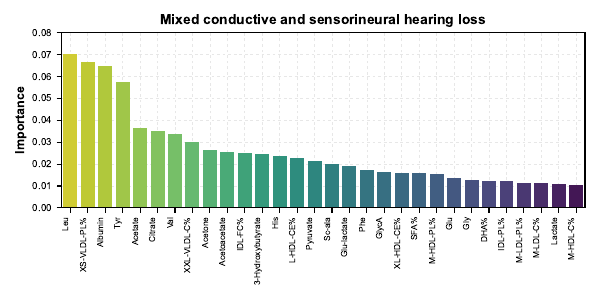 Mixed conductive and sensorineural hearing loss
Importance
0.08
0.07
0.06
0.05
0.04
0.03
0.02
0.01
0.00
Leu
XS-VLDL-PL%
Albumin
Tyr
Acetate
Citrate
Val
XXL-VLDL-C%
Acetone
Acetoacetate
IDL-FC%
3-Hydroxybutyrate
His
L-HDL-CE%
Pyruvate
Sc-ala
Glu-lactate
Phe
GlycA
XL-HDL-CE%
SFA%
M-HDL-PL%
Glu
Gly
DHA%
IDL-PL%
M-LDL-PL%
M-LDL-C%
Lactate
M-HDL-C%